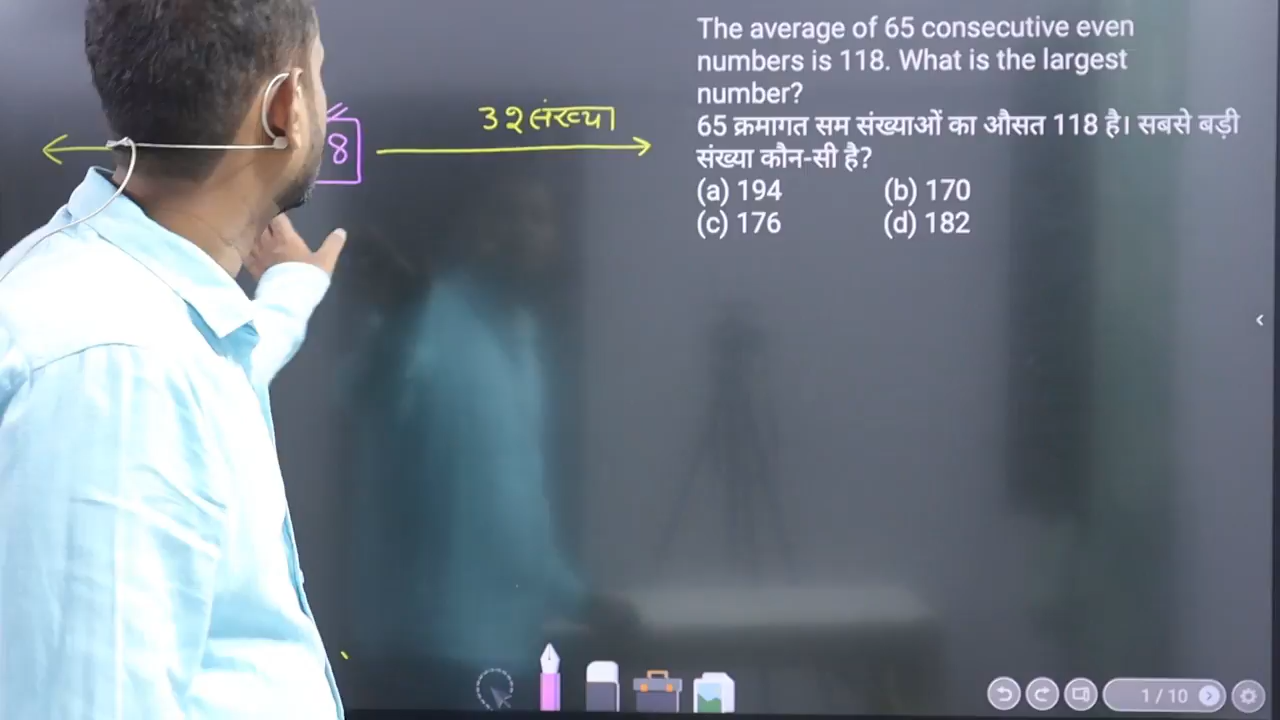 The average of 65 consecutive even
numbers is 118. What is the largest
number?
65 क्रमागत सम संख्याओं का औसत 118 है। सबसे बड़ी
संख्या कौन-सी है?
(a) 194 (b) 170
(c) 176 (d) 182
32 संख्या
8
1 / 10